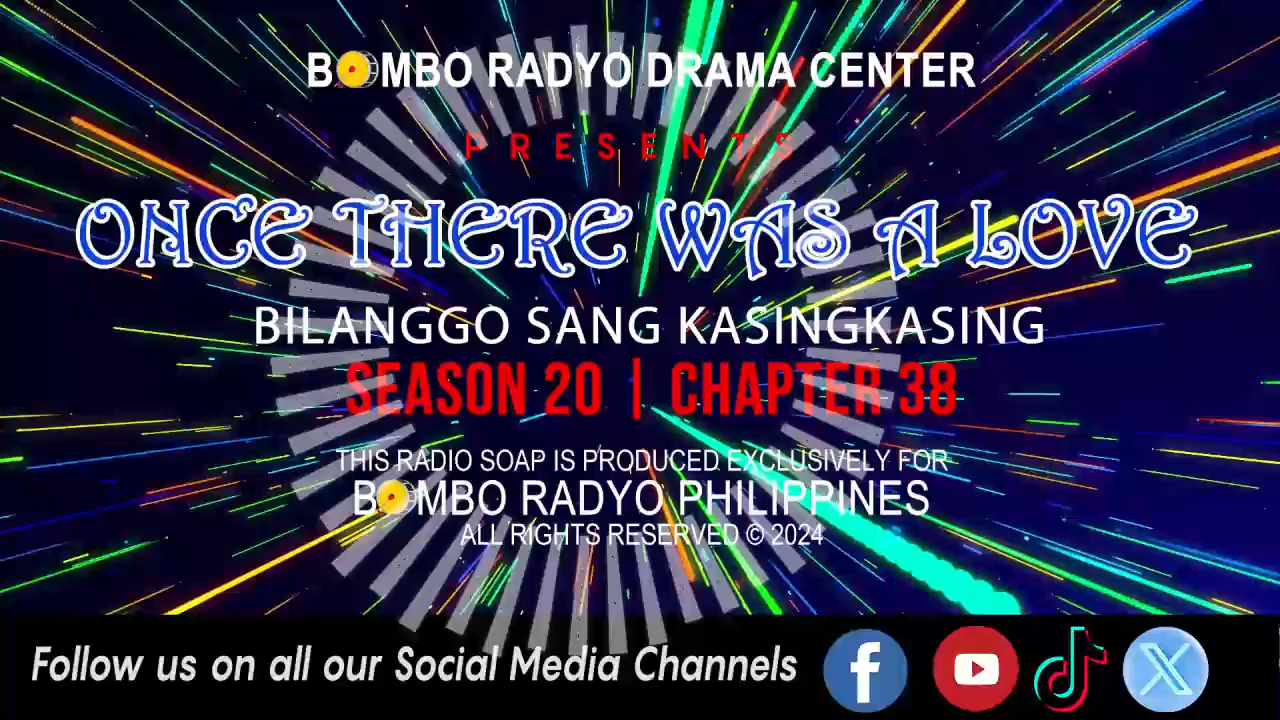 BOMBO RADYO DRAMA CENTER
PRESENTS
ONCE THERE WAS A LOVE
BILANGGO SANG KASINGKASING
SEASON 20 | CHAPTER 38
THIS RADIO SOAP IS PRODUCED EXCLUSIVELY FOR
BOMBO RADYO PHILIPPINES
ALL RIGHTS RESERVED © 2024
Follow us on all our Social Media Channels